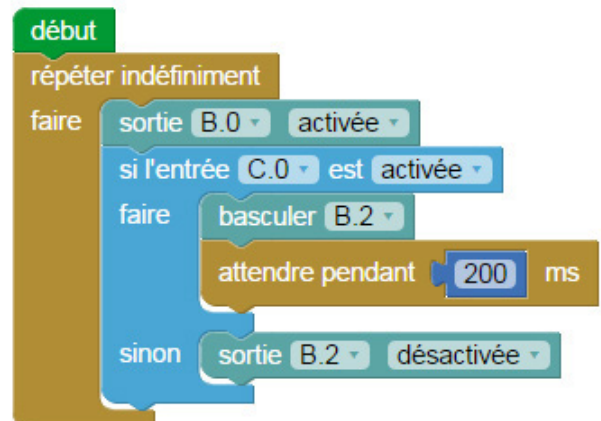 début
répéter indéfiniment
faire sortie B.0 activée
si l'entrée C.0 est activée
faire basculer B.2
attendre pendant 200 ms
sinon sortie B.2 désactivée